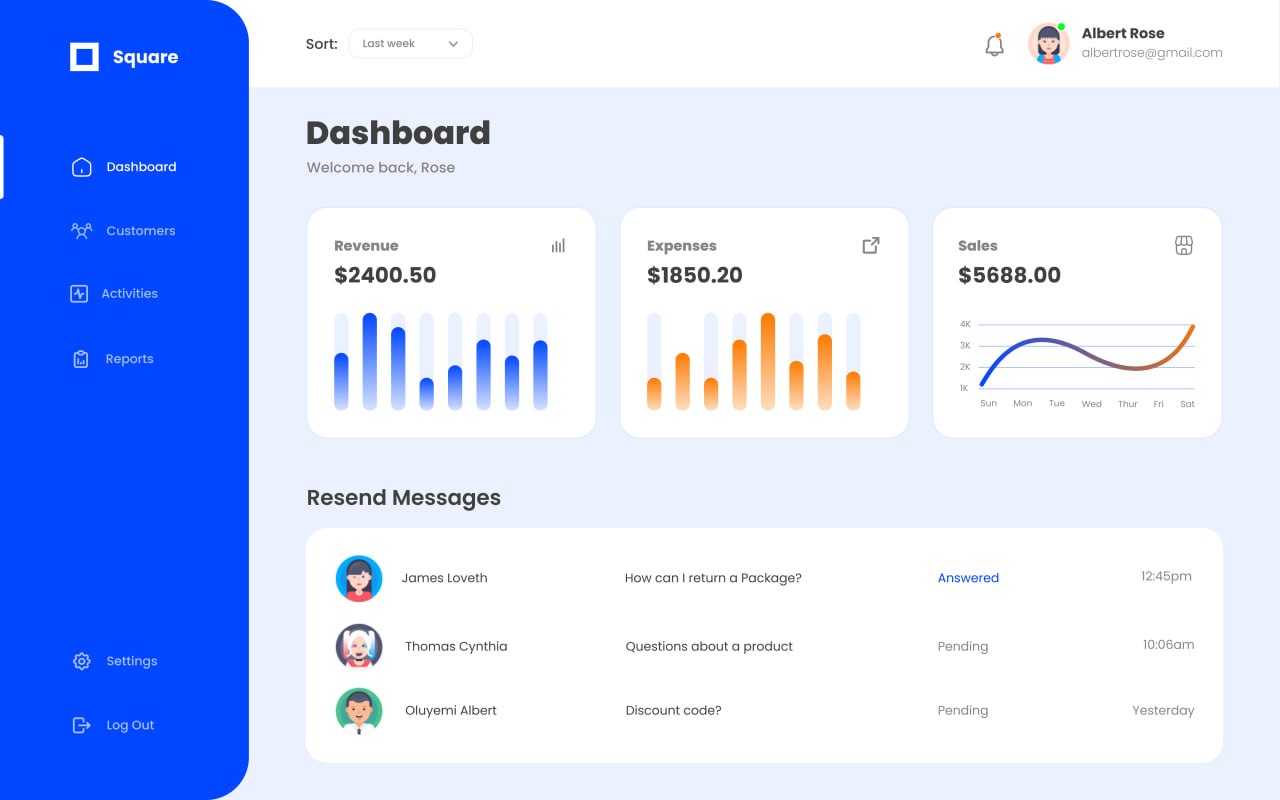 Square
Dashboard
Customers
Activities
Reports
Settings
Log Out
Sort:
Last week
Albert Rose
albertrose@gmail.com
Dashboard
Welcome back, Rose
Revenue
$2400.50
Expenses
$1850.20
Sales
$5688.00
4K
3K
2K
1K
Sun Mon Tue Wed Thur Fri Sat
Resend Messages
James Loveth How can I return a Package? Answered 12:45pm
Thomas Cynthia Questions about a product Pending 10:06am
Oluyemi Albert Discount code? Pending Yesterday